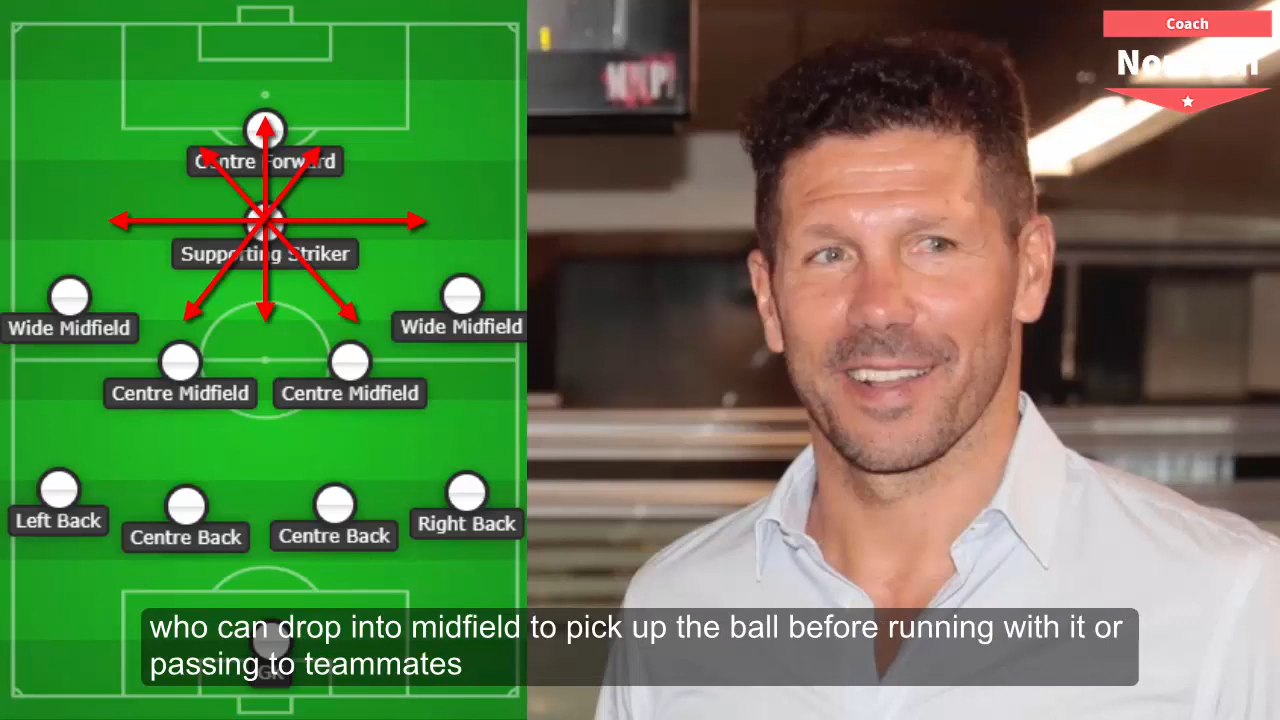 Coach
Centre Forward
Supporting Striker
Wide Midfield
Wide Midfield
Centre Midfield
Centre Midfield
Left Back
Centre Back
Centre Back
Right Back
who can drop into midfield to pick up the ball before running with it or
passing to teammates
GK